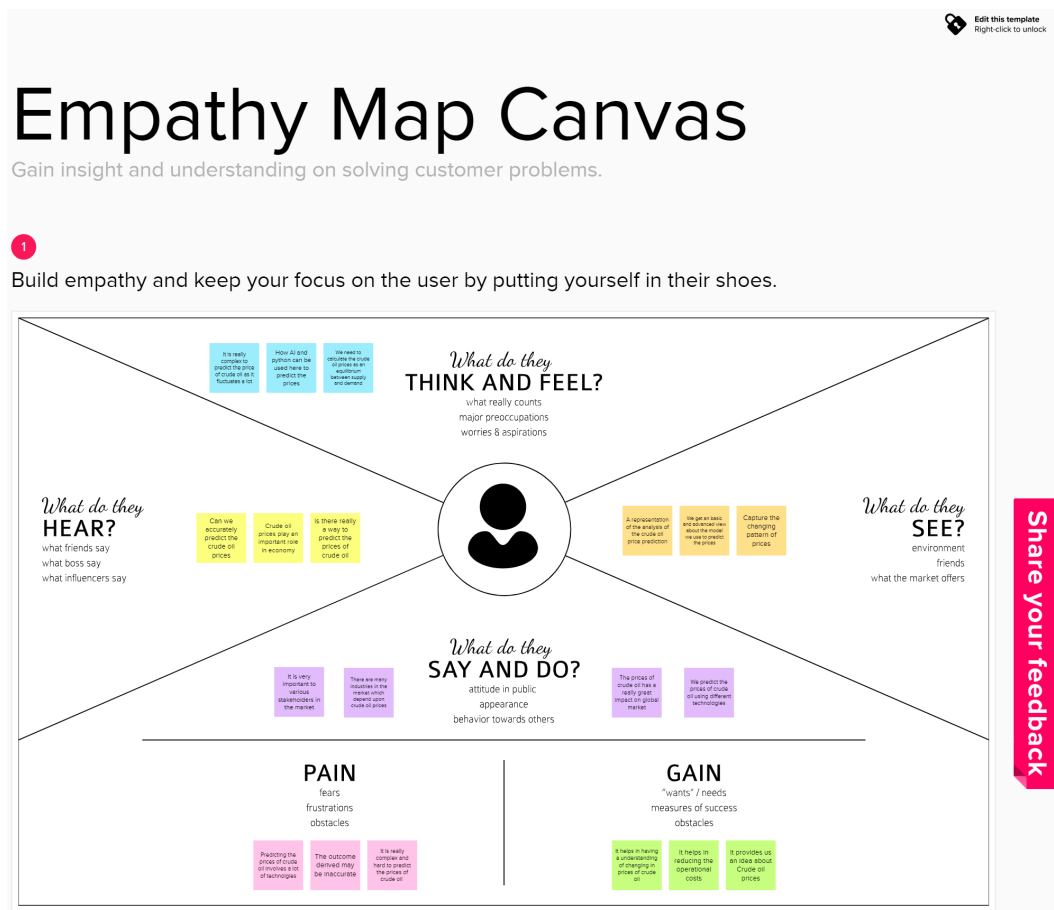 Edit this template
Right-click to unlock
Empathy Map Canvas
Gain insight and understanding on solving customer problems.
1
Build empathy and keep your focus on the user by putting yourself in their shoes.
It is really
complex to
predict the price
of crude oil as it
fluctuates a lot
How AI and
python can be
used here to
predict the
prices
We need to
calculate the crude
oil prices as an
equilibrium
between supply
and demand
What do they
THINK AND FEEL?
what really counts
major preoccupations
worries & aspirations
What do they
HEAR?
what friends say
what boss say
what influencers say
Can we
accurately
predict the
crude oil
prices
Crude oil
prices play an
important role
in economy
Is there really
a way to
predict the
prices of
crude oil
A representation
of the analysis of
the crude oil
price prediction
We get an basic
and advanced view
about the model
we use to predict
the prices
Capture the
changing
pattern of
prices
What do they
SEE?
environment
friends
what the market offers
What do they
SAY AND DO?
attitude in public
appearance
behavior towards others
It is very
important to
various
stakeholders in
the market
There are many
industries in the
market which
depend upon
crude oil prices
The prices of
crude oil has a
really great
impact on global
market
We predict the
prices of crude
oil using different
technologies
PAIN
fears
frustrations
obstacles
Predicting the
prices of crude
oil involves a lot
of technolgies
The outcome
derived may
be inaccurate
It is really
complex and
hard to predict
the prices of
crude oil
GAIN
"wants" / needs
measures of success
obstacles
It helps in having
a understanding
of changing in
prices of crude
oil
It helps in
reducing the
operational
costs
It provides us
an idea about
Crude oil
prices
Share your feedback